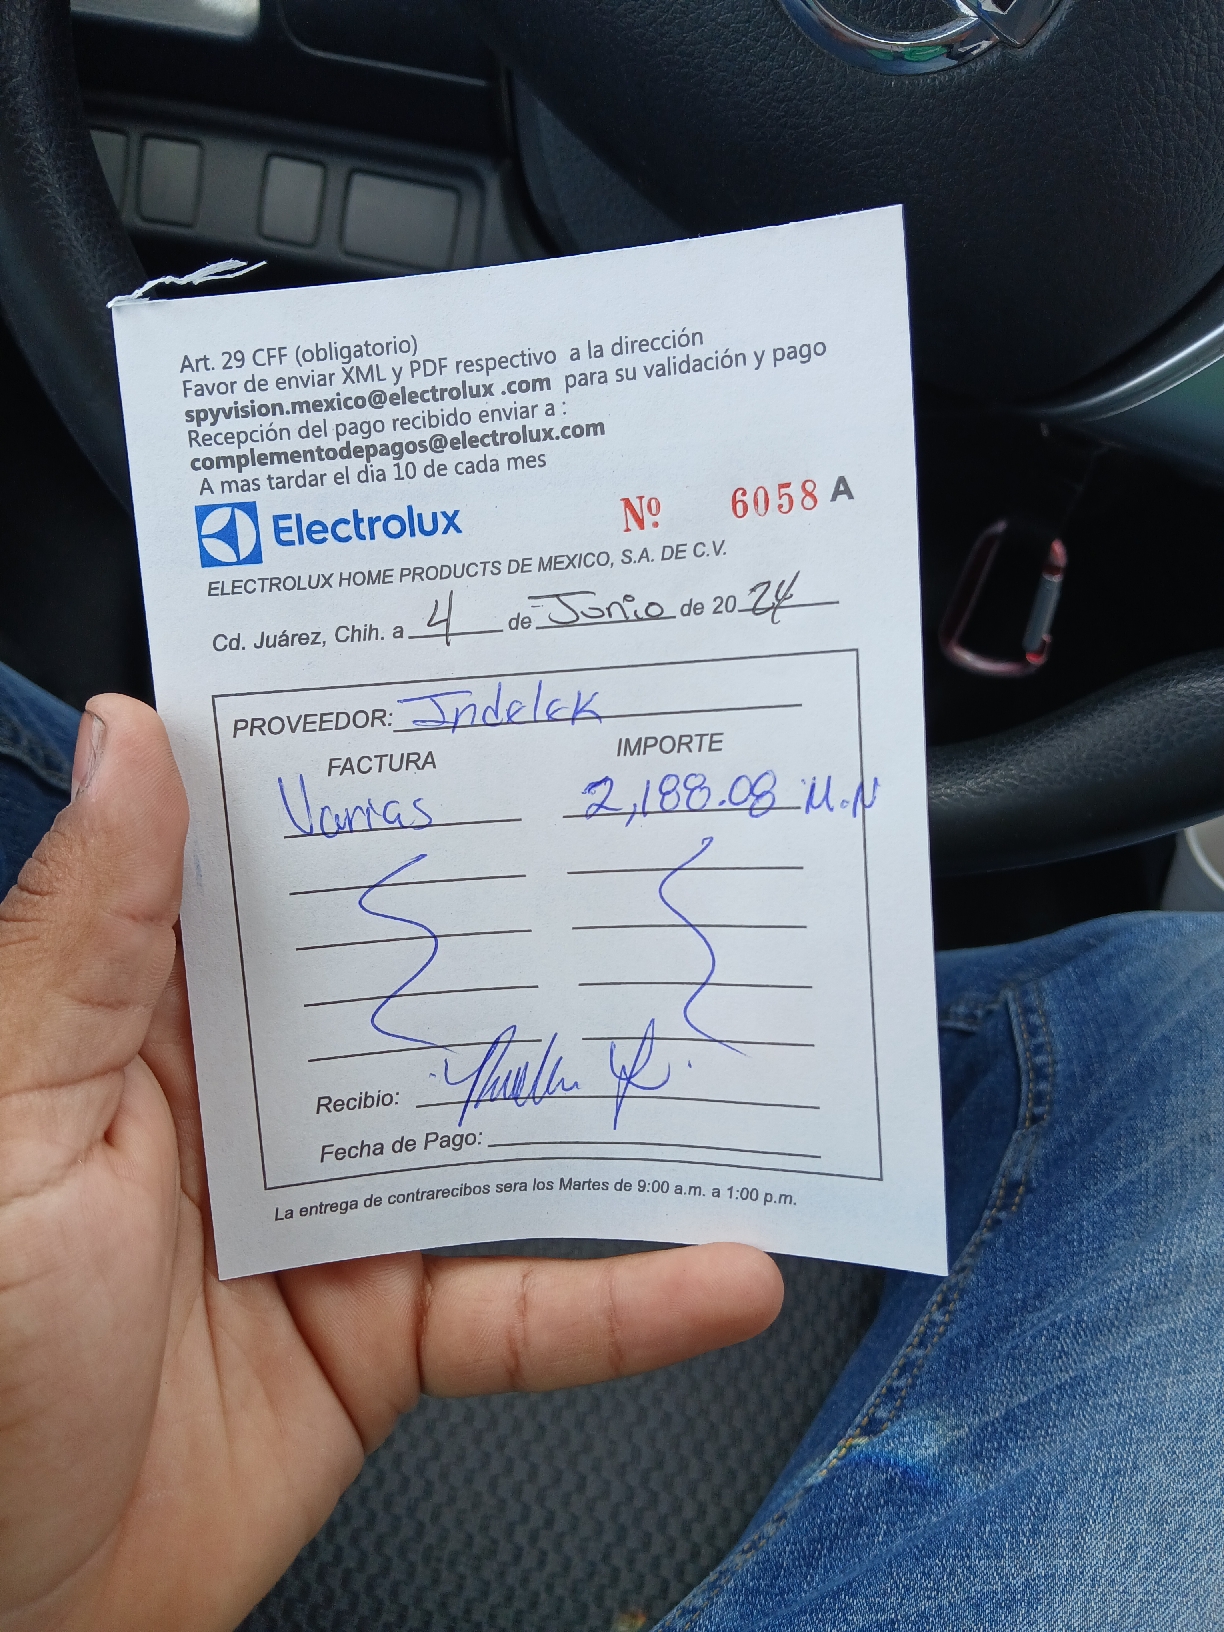 Art. 29 CFF (obligatorio)
Favor de enviar XML y PDF respectivo a la dirección
spyvision.mexico@electrolux .com para su validación y pago
Recepción del pago recibido enviar a :
complementodepagos@electrolux.com
A mas tardar el dia 10 de cada mes
Electrolux Nº 6058 A
ELECTROLUX HOME PRODUCTS DE MEXICO, S.A. DE C.V.
Cd. Juárez, Chih. a 4 de Junio de 2024
PROVEEDOR: Indelek
FACTURA IMPORTE
Varias 2,188.08 M.N
Recibio:
Fecha de Pago:
La entrega de contrarecibos sera los Martes de 9:00 a.m. a 1:00 p.m.